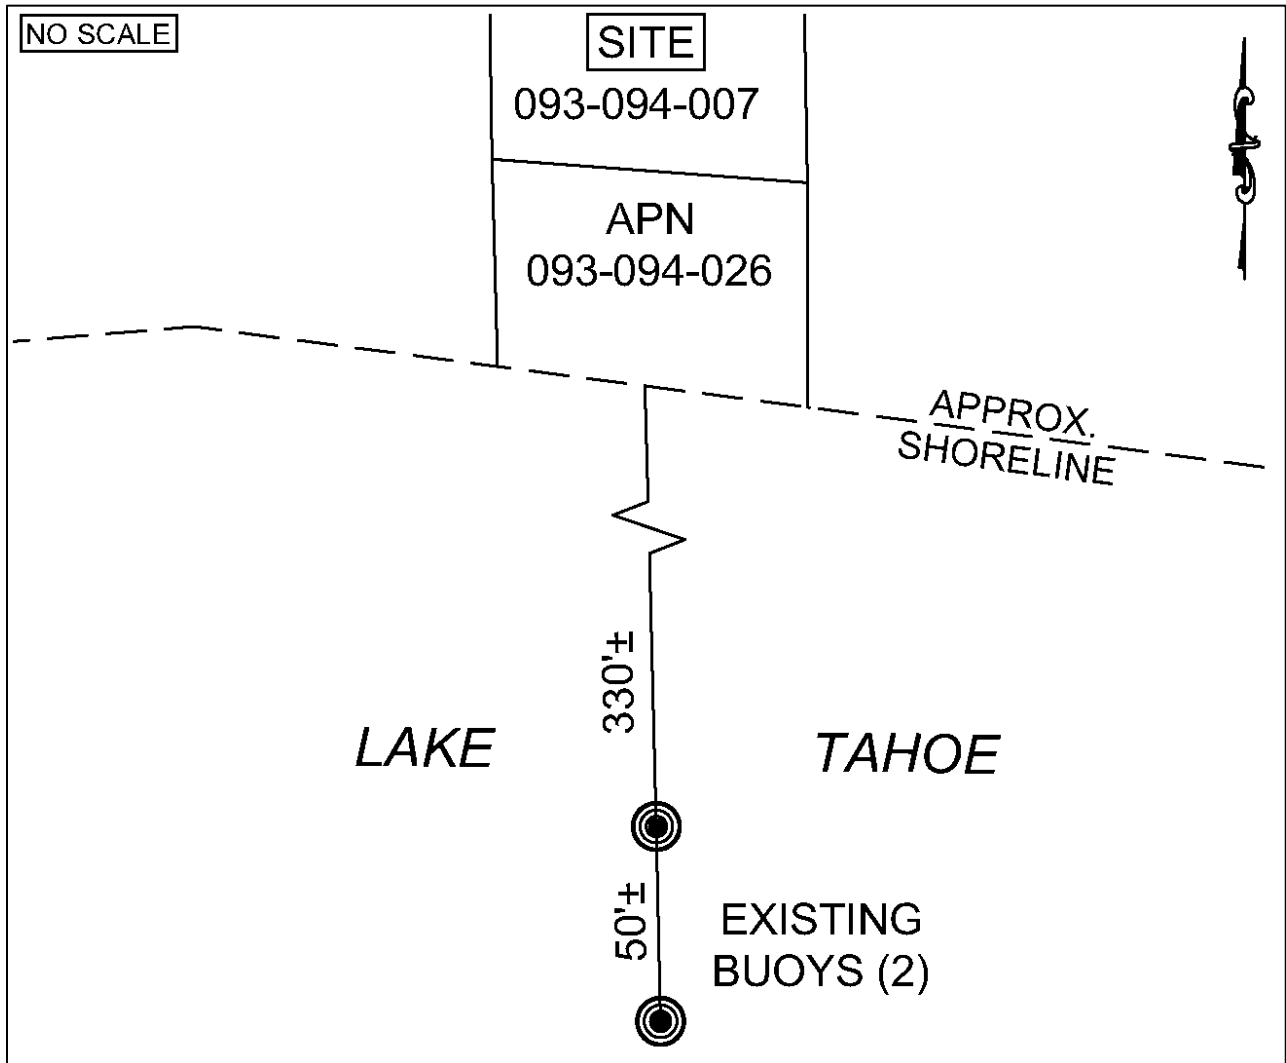 NO SCALE
SITE
093-094-007
APN
093-094-026
APPROX.
SHORELINE
330'±
LAKE
TAHOE
50'±
EXISTING
BUOYS (2)